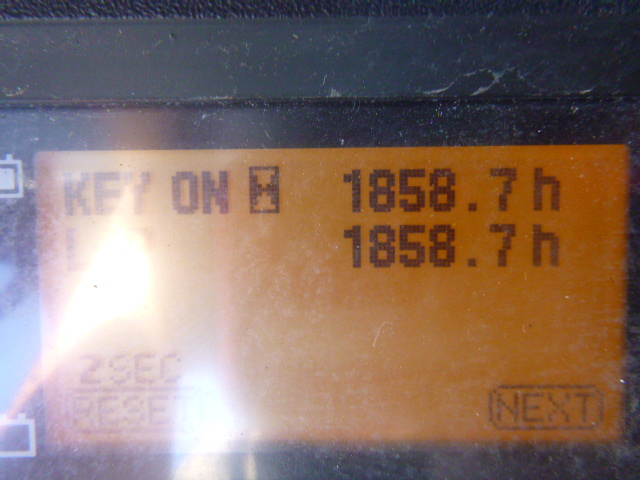 KEY ON 1858.7h
1858.7h
2SEC
RESET
NEXT